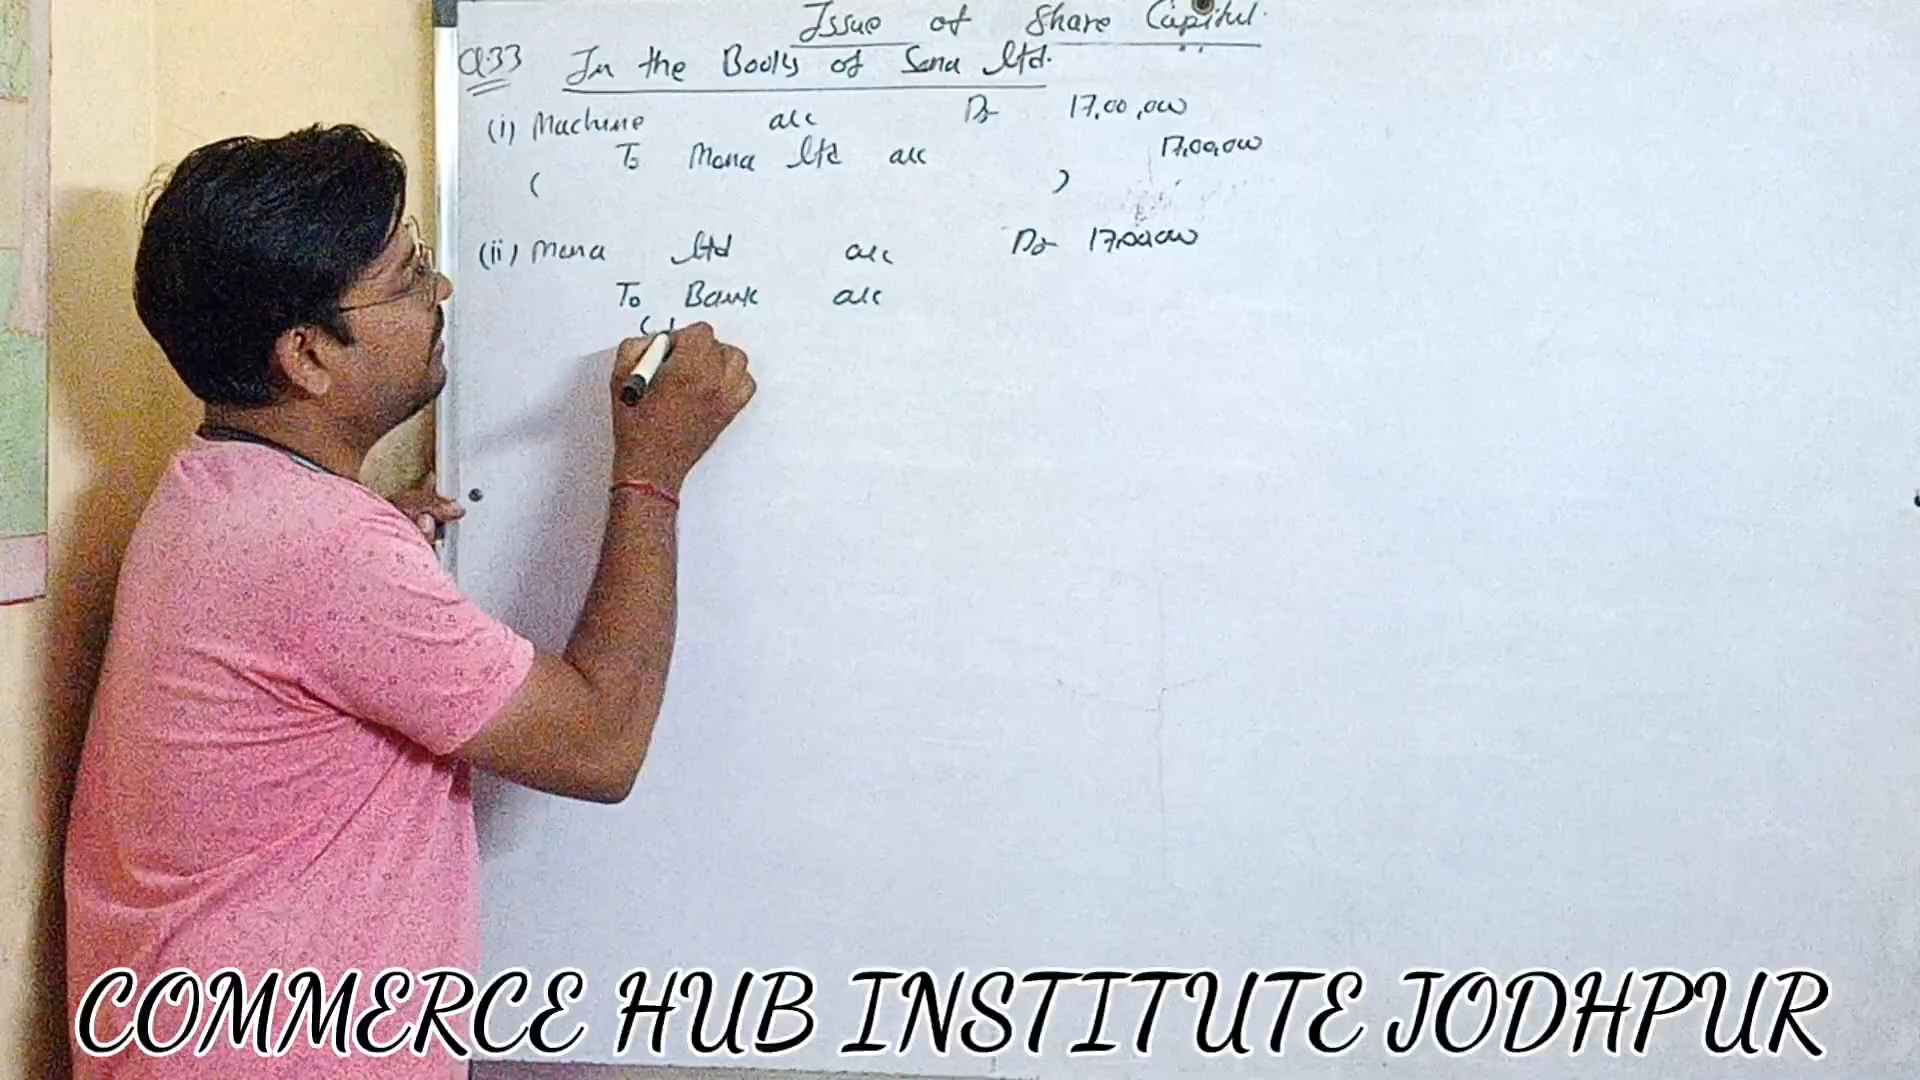 Issue of Share Capital.
Q.33 In the Books of Sona Ltd.
(i) Machine a/c Dr 17,00,000
To Mona Ltd a/c 17,00,000
( )
(ii) Mona Ltd a/c Dr 17,00,000
To Bank a/c
COMMERCE HUB INSTITUTE JODHPUR